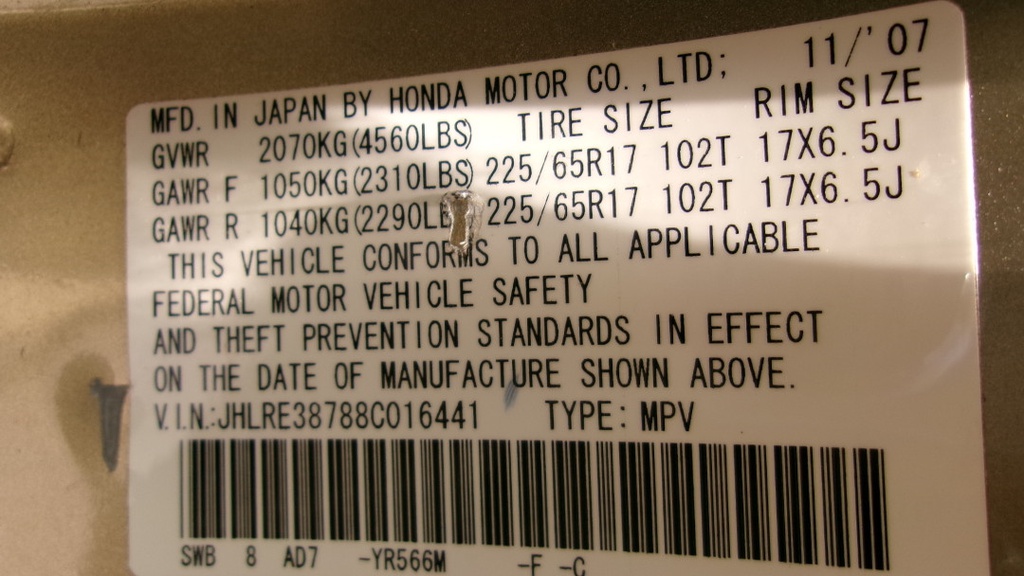 MFD. IN JAPAN BY HONDA MOTOR CO., LTD; 11/'07
GVWR 2070KG(4560LBS) TIRE SIZE RIM SIZE
GAWR F 1050KG(2310LBS) 225/65R17 102T 17X6.5J
GAWR R 1040KG(2290LB 225/65R17 102T 17X6.5J
THIS VEHICLE CONFORMS TO ALL APPLICABLE
FEDERAL MOTOR VEHICLE SAFETY
AND THEFT PREVENTION STANDARDS IN EFFECT
ON THE DATE OF MANUFACTURE SHOWN ABOVE.
V.I.N.:JHLRE38788C016441 TYPE: MPV
SWB 8 AD7 -YR566M -F -C